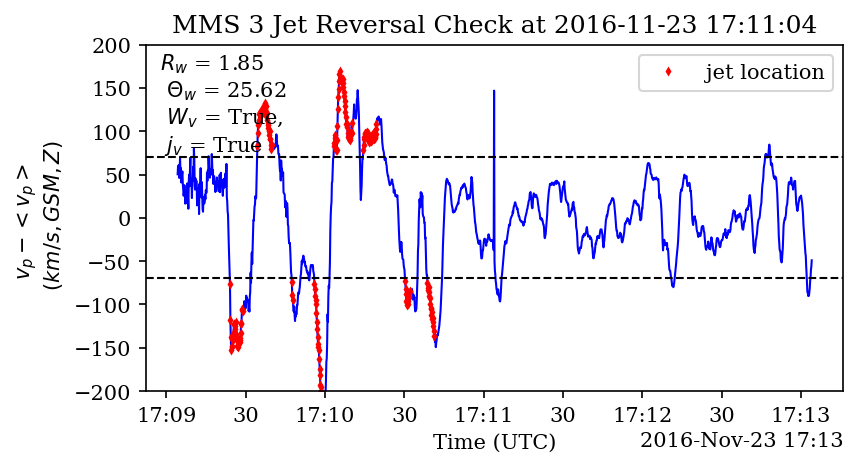 MMS 3 Jet Reversal Check at 2016-11-23 17:11:04
R_w = 1.85
Θ_w = 25.62
W_v = True,
j_v = True
jet location
v_p − <v_p>
(km/s, GSM, Z)
200
150
100
50
0
−50
−100
−150
−200
17:09 30 17:10 30 17:11 30 17:12 30 17:13
Time (UTC)
2016-Nov-23 17:13